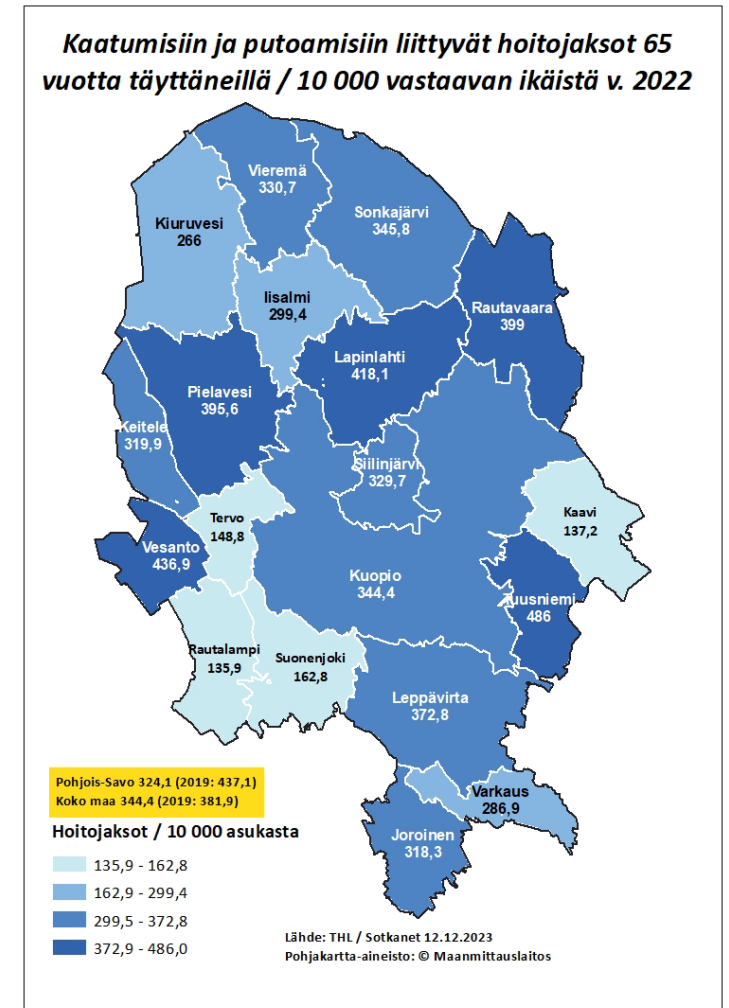 Kaatumisiin ja putoamisiin liittyvät hoitojaksot 65
vuotta täyttäneillä / 10 000 vastaavan ikäistä v. 2022
Vieremä
330,7
Sonkajärvi
345,8
Kiuruvesi
266
Iisalmi
299,4
Rautavaara
399
Lapinlahti
418,1
Pielavesi
395,6
Keitele
319,9
Siilinjärvi
329,7
Tervo
148,8
Kaavi
137,2
Vesanto
436,9
Kuopio
344,4
Tuusniemi
486
Rautalampi
135,9
Suonenjoki
162,8
Leppävirta
372,8
Varkaus
286,9
Joroinen
318,3
Pohjois-Savo 324,1 (2019: 437,1)
Koko maa 344,4 (2019: 381,9)
Hoitojaksot / 10 000 asukasta
135,9 - 162,8
162,9 - 299,4
299,5 - 372,8
372,9 - 486,0
Lähde: THL / Sotkanet 12.12.2023
Pohjakartta-aineisto: © Maanmittauslaitos